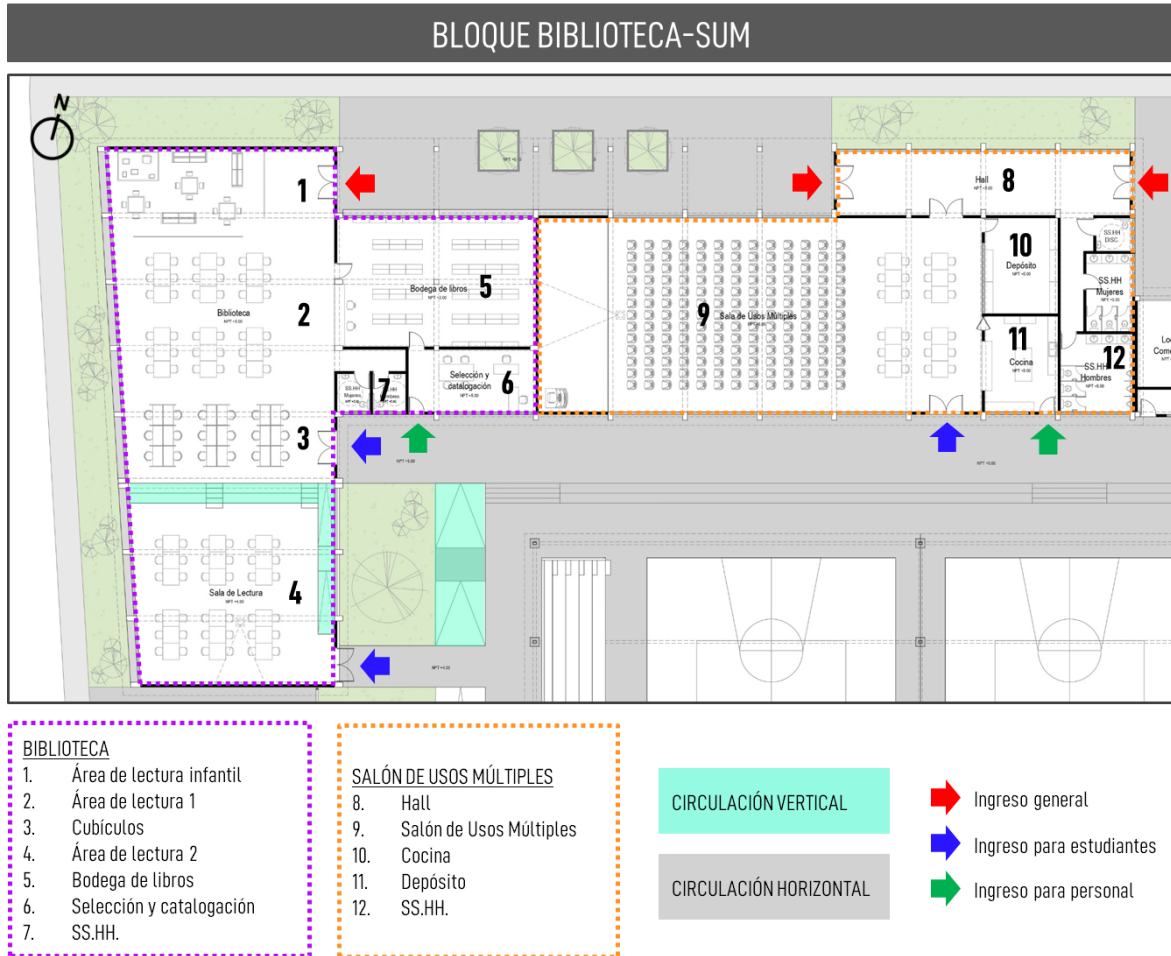 BLOQUE BIBLIOTECA-SUM
N
1
Hall
8
SS.HH
DISC.
10
Depósito
5
Bodega de libros
SS.HH
Mujeres
Biblioteca
2
9
Sala de Usos Múltiples
11
Cocina
Selección y
catalogación
6
7
SS.HH
Mujeres
12
SS.HH
Hombres
3
Sala de Lectura
4
BIBLIOTECA
1. Área de lectura infantil
2. Área de lectura 1
3. Cubículos
4. Área de lectura 2
5. Bodega de libros
6. Selección y catalogación
7. SS.HH.
SALÓN DE USOS MÚLTIPLES
8. Hall
9. Salón de Usos Múltiples
10. Cocina
11. Depósito
12. SS.HH.
CIRCULACIÓN VERTICAL
CIRCULACIÓN HORIZONTAL
Ingreso general
Ingreso para estudiantes
Ingreso para personal